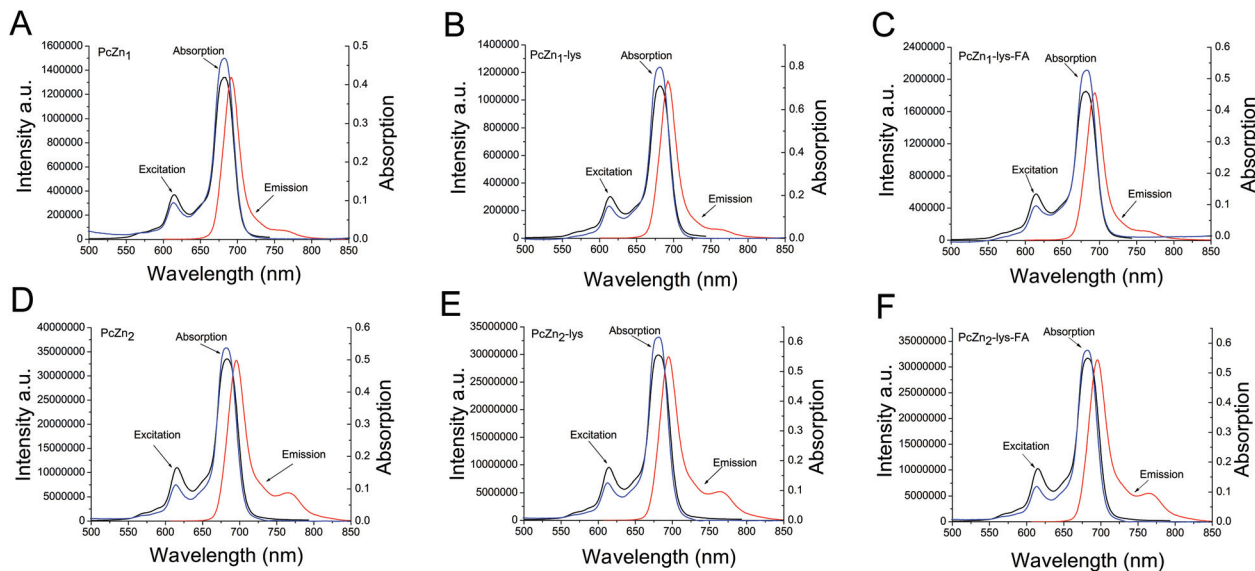 A
PcZn1
Absorption
Excitation
Emission
Intensity a.u.
1600000
1400000
1200000
1000000
800000
600000
400000
200000
0
0.5
0.4
0.3
0.2
0.1
0.0
Absorption
500 550 600 650 700 750 800 850
Wavelength (nm)
B
PcZn1-lys
Absorption
Excitation
Emission
Intensity a.u.
1400000
1200000
1000000
800000
600000
400000
200000
0
0.8
0.6
0.4
0.2
0.0
Absorption
500 550 600 650 700 750 800 850
Wavelength (nm)
C
PcZn1-lys-FA
Absorption
Excitation
Emission
Intensity a.u.
2400000
2000000
1600000
1200000
800000
400000
0
0.6
0.5
0.4
0.3
0.2
0.1
0.0
Absorption
500 550 600 650 700 750 800 850
Wavelength (nm)
D
PcZn2
Absorption
Excitation
Emission
Intensity a.u.
40000000
35000000
30000000
25000000
20000000
15000000
10000000
5000000
0
0.6
0.5
0.4
0.3
0.2
0.1
0.0
Absorption
500 550 600 650 700 750 800 850
Wavelength (nm)
E
PcZn2-lys
Absorption
Excitation
Emission
Intensity a.u.
35000000
30000000
25000000
20000000
15000000
10000000
5000000
0
0.6
0.5
0.4
0.3
0.2
0.1
0.0
Absorption
500 550 600 650 700 750 800 850
Wavelength (nm)
F
PcZn2-lys-FA
Absorption
Excitation
Emission
Intensity a.u.
35000000
30000000
25000000
20000000
15000000
10000000
5000000
0
0.6
0.5
0.4
0.3
0.2
0.1
0.0
Absorption
500 550 600 650 700 750 800 850
Wavelength (nm)